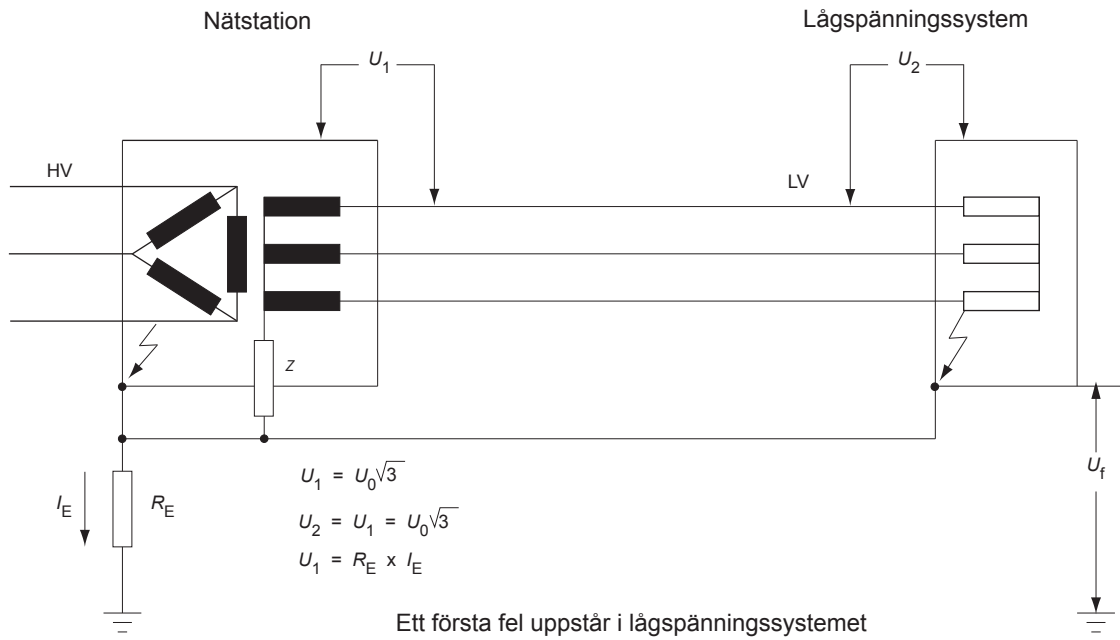 Nätstation
Lågspänningssystem
U1
U2
HV
LV
Z
U1 = U0√3
U2 = U1 = U0√3
U1 = RE x IE
IE
RE
Uf
Ett första fel uppstår i lågspänningssystemet